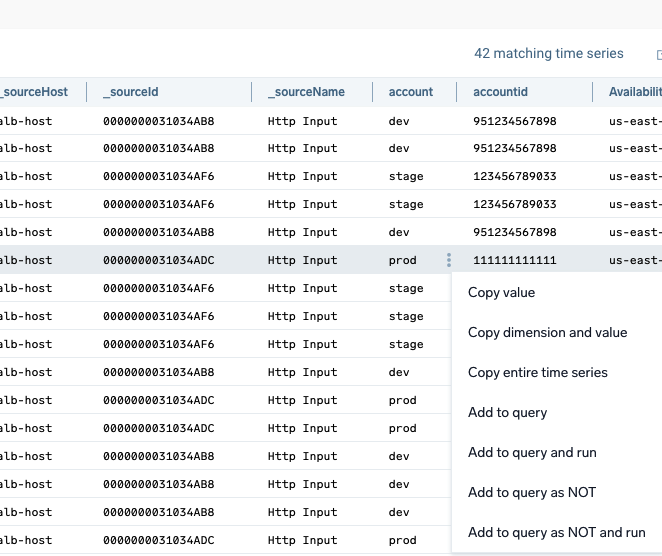 42 matching time series
_sourceHost _sourceId _sourceName account accountid Availabilit
alb-host 0000000031034AB8 Http Input dev 951234567898 us-east-
alb-host 0000000031034AB8 Http Input dev 951234567898 us-east-
alb-host 0000000031034AF6 Http Input stage 123456789033 us-east-
alb-host 0000000031034AF6 Http Input stage 123456789033 us-east-
alb-host 0000000031034AB8 Http Input dev 951234567898 us-east-
alb-host 0000000031034ADC Http Input prod 111111111111 us-east-
alb-host 0000000031034AF6 Http Input stage
alb-host 0000000031034AF6 Http Input stage
alb-host 0000000031034AF6 Http Input stage
alb-host 0000000031034AB8 Http Input dev
alb-host 0000000031034ADC Http Input prod
alb-host 0000000031034ADC Http Input prod
alb-host 0000000031034AB8 Http Input dev
alb-host 0000000031034AB8 Http Input dev
alb-host 0000000031034AB8 Http Input dev
alb-host 0000000031034ADC Http Input prod
Copy value
Copy dimension and value
Copy entire time series
Add to query
Add to query and run
Add to query as NOT
Add to query as NOT and run